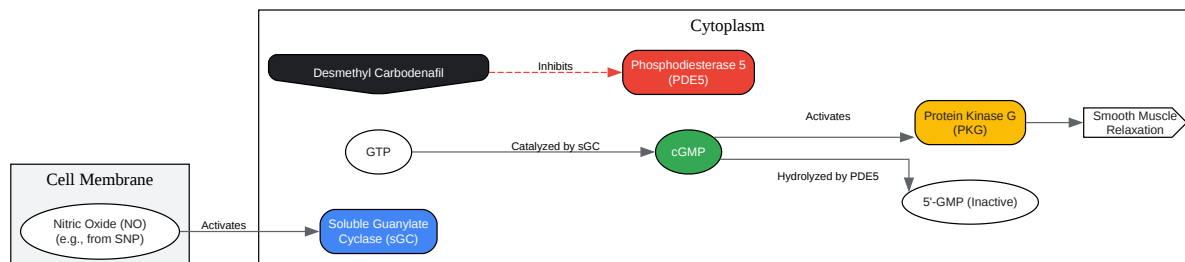 Cytoplasm
Desmethyl Carbodenafil
Inhibits
Phosphodiesterase 5
(PDE5)
GTP
Catalyzed by sGC
cGMP
Activates
Protein Kinase G
(PKG)
Smooth Muscle
Relaxation
Hydrolyzed by PDE5
5'-GMP (Inactive)
Cell Membrane
Nitric Oxide (NO)
(e.g., from SNP)
Activates
Soluble Guanylate
Cyclase (sGC)